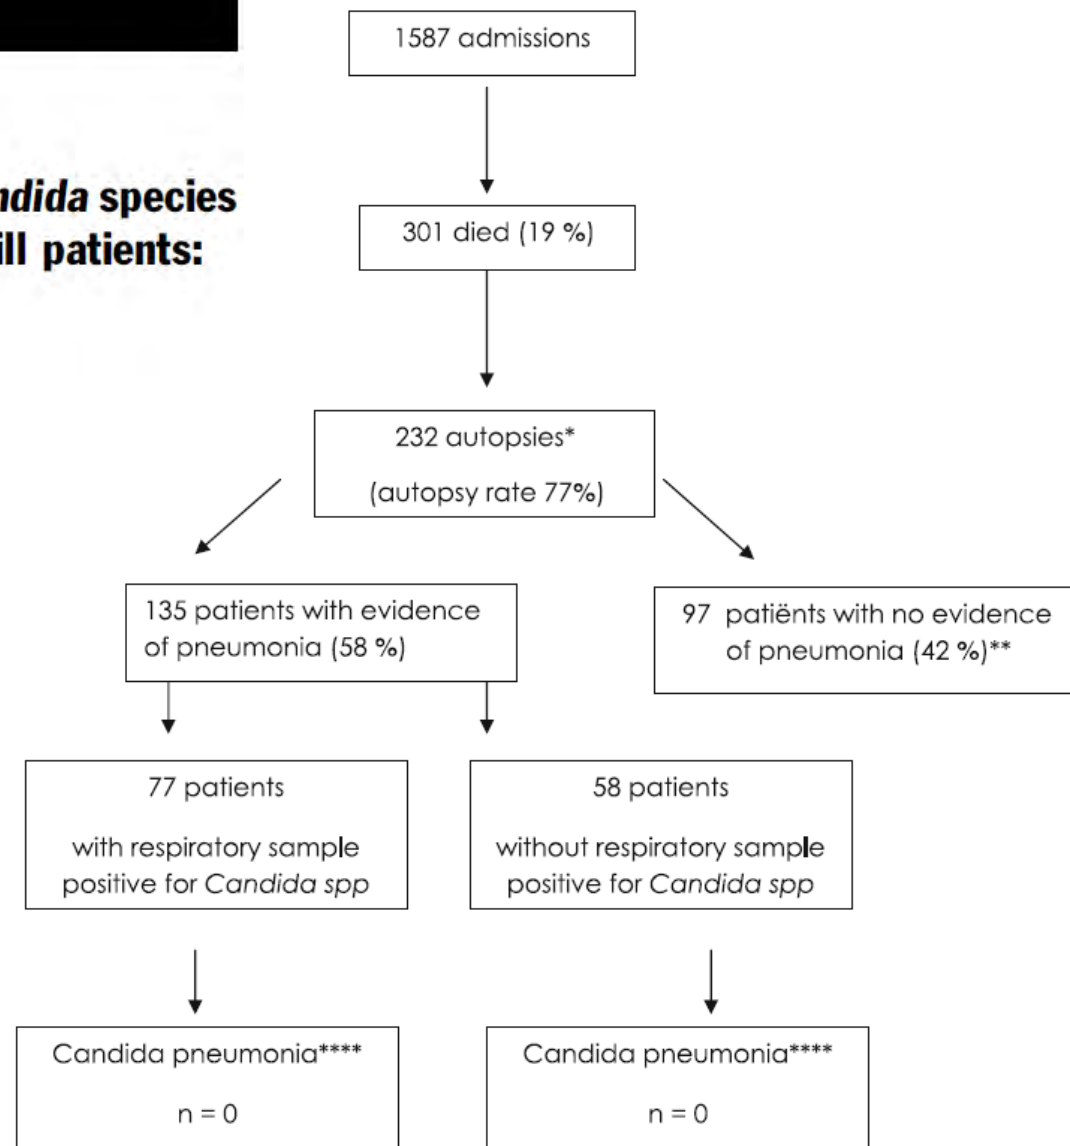 ndida species
ill patients:
1587 admissions
301 died (19 %)
232 autopsies*
(autopsy rate 77%)
135 patients with evidence
of pneumonia (58 %)
97 patiënts with no evidence
of pneumonia (42 %)**
77 patients
with respiratory sample
positive for Candida spp
58 patients
without respiratory sample
positive for Candida spp
Candida pneumonia****
n = 0
Candida pneumonia****
n = 0